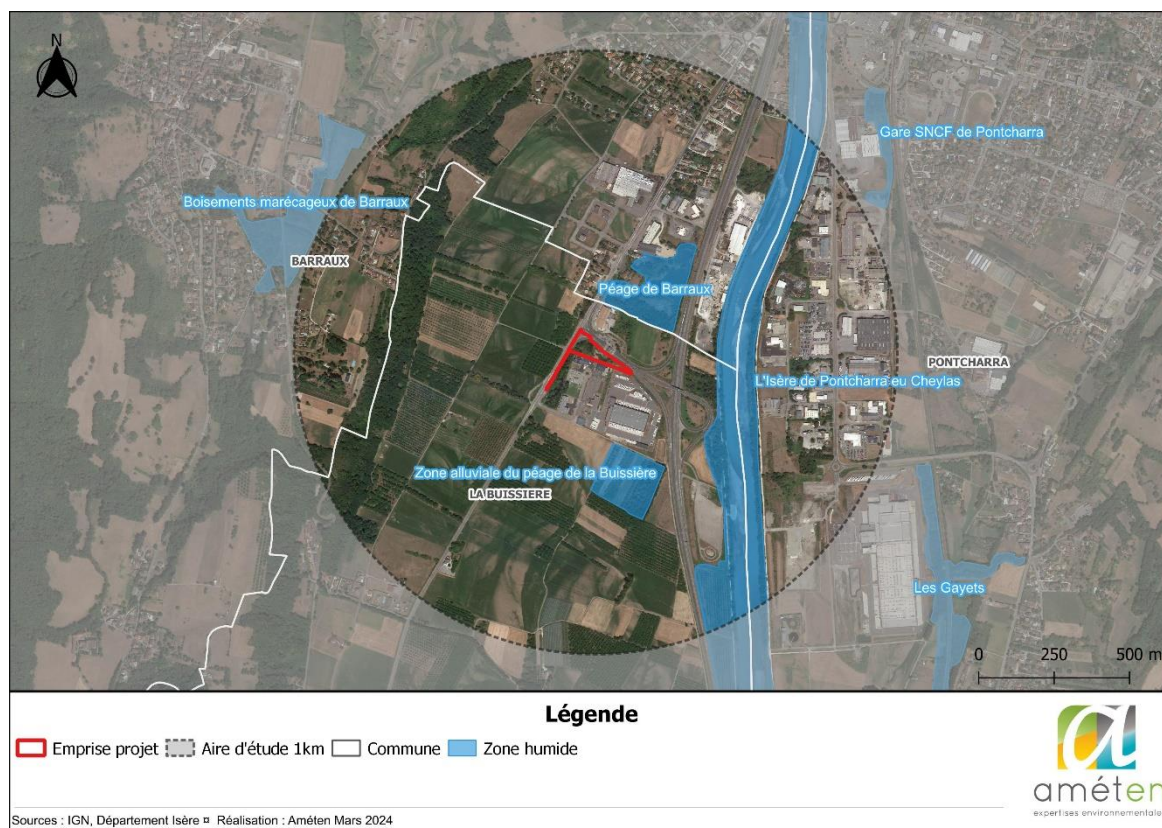 N
Gare SNCF de Pontcharra
Boisements marécageux de Barraux
BARRAUX
Péage de Barraux
PONTCHARRA
L'Isère de Pontcharra eu Cheylas
Zone alluviale du péage de la Buissière
LA BUISSIERE
Les Gayets
0 250 500 m
Légende
Emprise projet Aire d'étude 1km Commune Zone humide
améten
expertises environnementales
Sources : IGN, Département Isère ¤ Réalisation : Améten Mars 2024